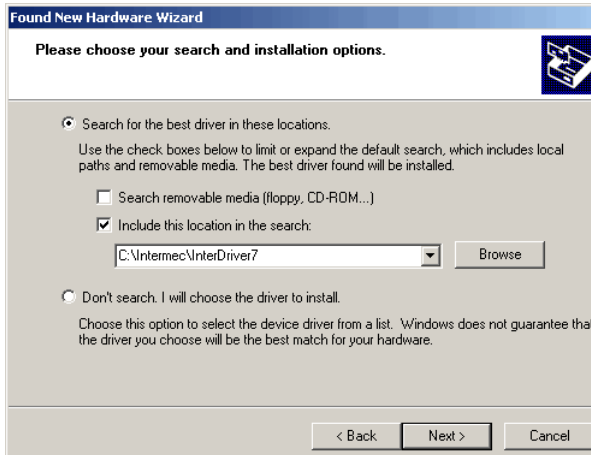 Found New Hardware Wizard
Please choose your search and installation options.
Search for the best driver in these locations.
Use the check boxes below to limit or expand the default search, which includes local
paths and removable media. The best driver found will be installed.
Search removable media (floppy, CD-ROM...)
Include this location in the search:
C:\Intermec\InterDriver7
Browse
Don't search. I will choose the driver to install.
Choose this option to select the device driver from a list. Windows does not guarantee that
the driver you choose will be the best match for your hardware.
< Back Next > Cancel